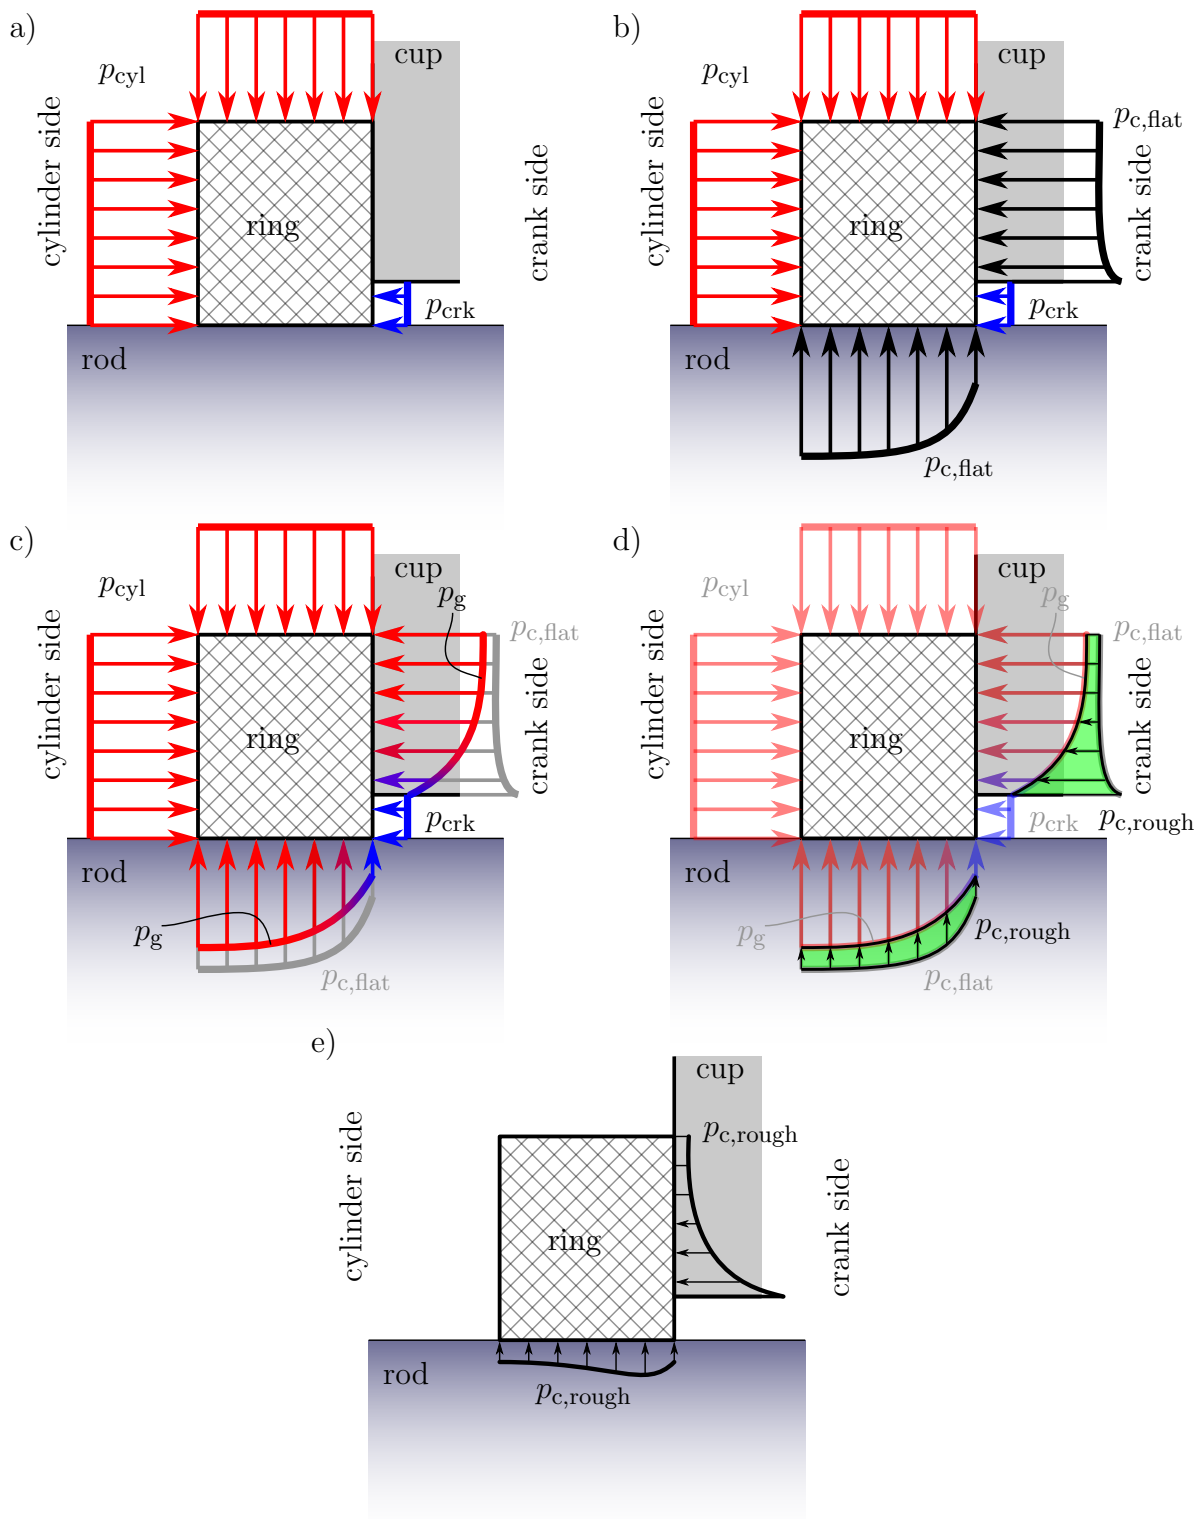 a)
cup
p_cyl
cylinder side
ring
crank side
p_crk
rod
b)
cup
p_cyl
p_c,flat
cylinder side
ring
crank side
p_crk
rod
p_c,flat
c)
cup
p_cyl
p_g
p_c,flat
cylinder side
ring
crank side
p_crk
rod
p_g
p_c,flat
d)
cup
p_cyl
p_g
p_c,flat
cylinder side
ring
crank side
p_crk
p_c,rough
rod
p_g
p_c,rough
p_c,flat
e)
cup
p_c,rough
cylinder side
ring
crank side
rod
p_c,rough